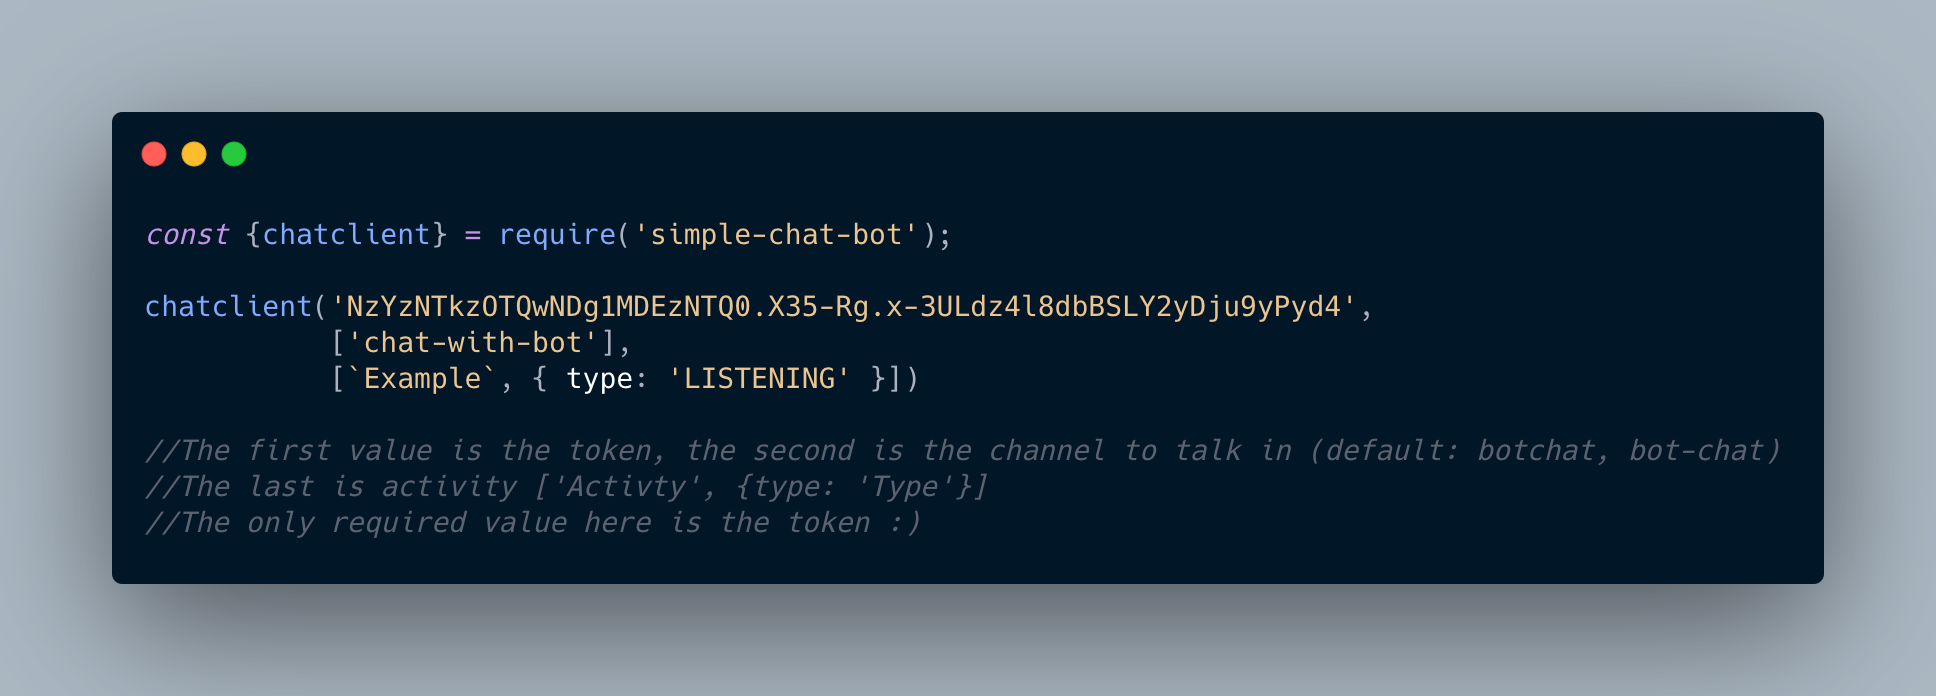 const {chatclient} = require('simple-chat-bot');
chatclient('NzYzNTkzOTQwNDg1MDEzNTQ0.X35-Rg.x-3ULdz4l8dbBSLY2yDju9yPyd4',
['chat-with-bot'],
[`Example`, { type: 'LISTENING' }])
//The first value is the token, the second is the channel to talk in (default: botchat, bot-chat)
//The last is activity ['Activty', {type: 'Type'}]
//The only required value here is the token :)